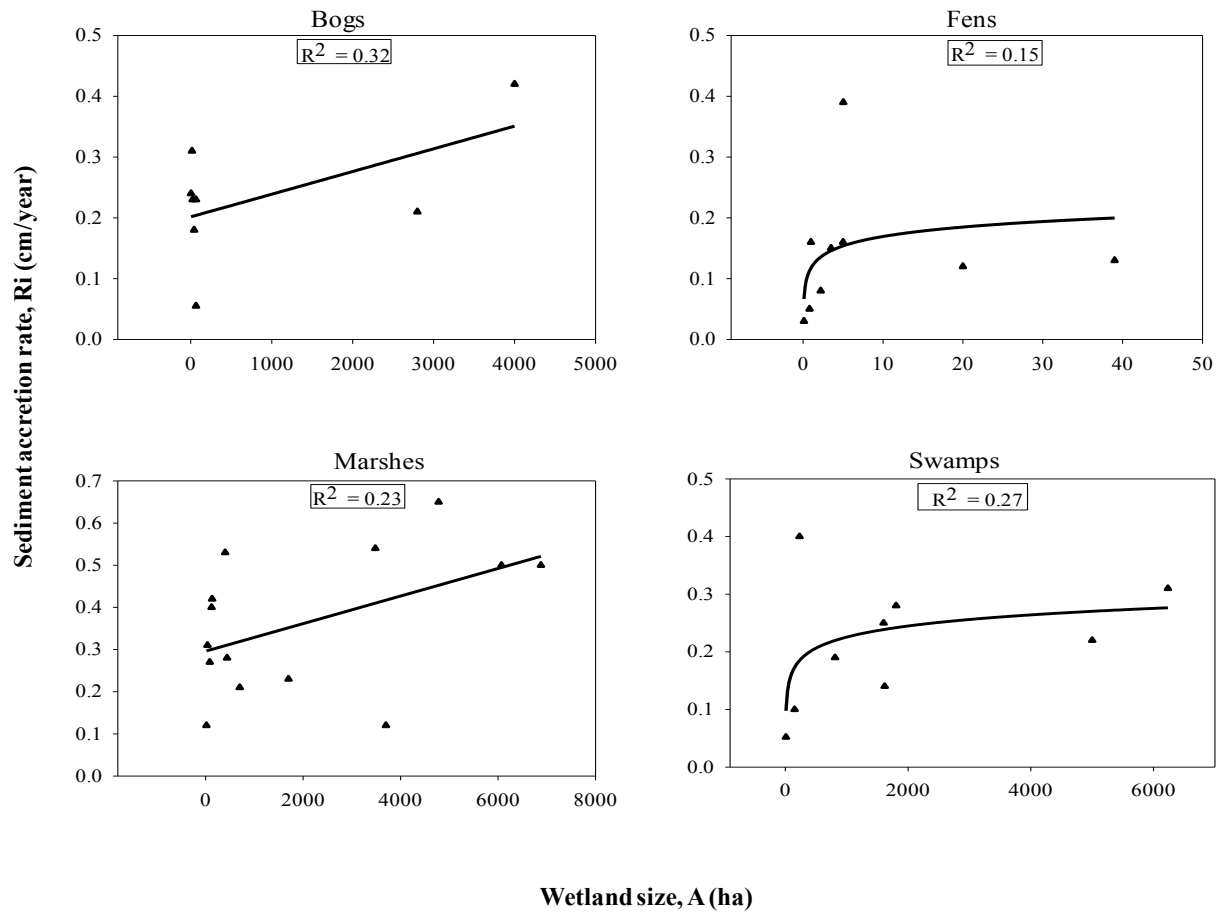 Bogs
R2 = 0.32
0.5
0.4
0.3
0.2
0.1
0.0
0 1000 2000 3000 4000 5000
Fens
R2 = 0.15
0.5
0.4
0.3
0.2
0.1
0.0
0 10 20 30 40 50
Sediment accretion rate, Ri (cm/year)
Marshes
R2 = 0.23
0.7
0.6
0.5
0.4
0.3
0.2
0.1
0.0
0 2000 4000 6000 8000
Swamps
R2 = 0.27
0.5
0.4
0.3
0.2
0.1
0.0
0 2000 4000 6000
Wetland size, A (ha)